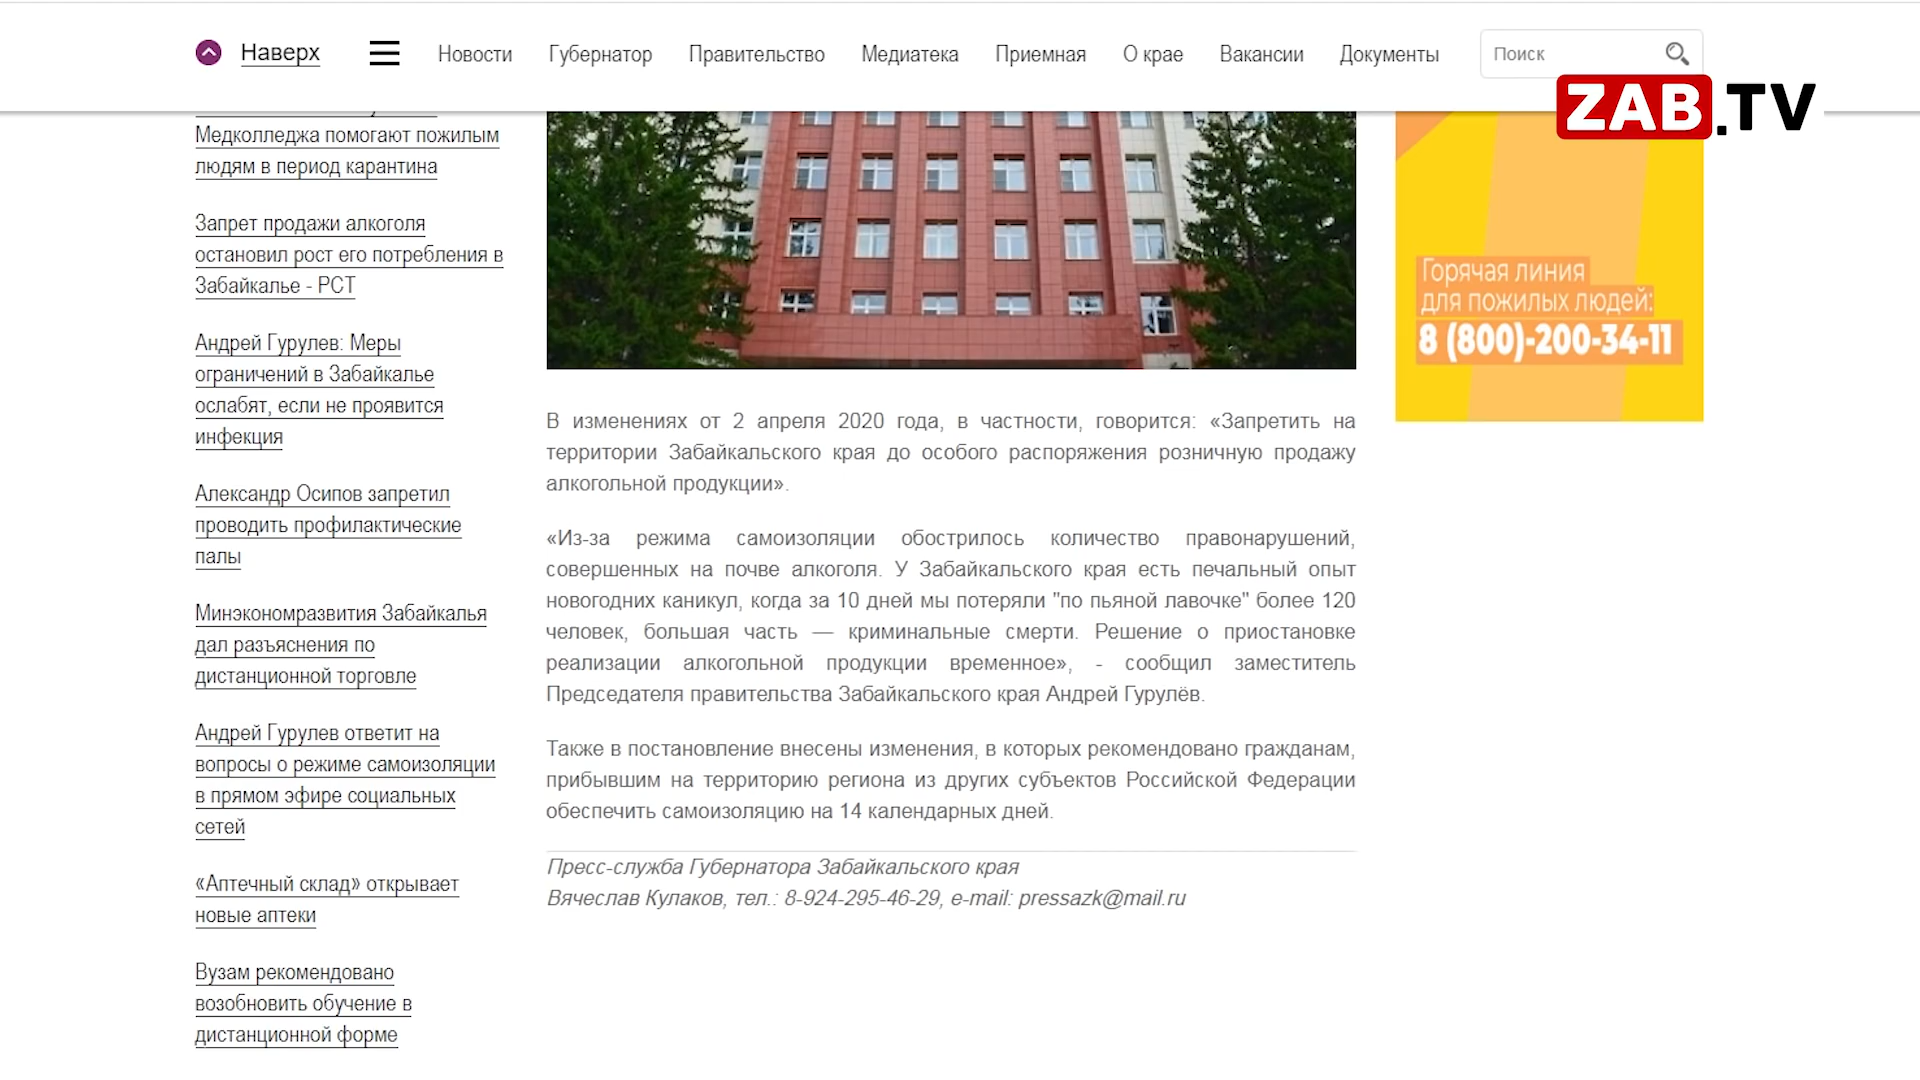 Наверх
Новости
Губернатор
Правительство
Медиатека
Приемная
О крае
Вакансии
Документы
Поиск
ZAB.TV
Медколледжа помогают пожилым
людям в период карантина
Запрет продажи алкоголя
остановил рост его потребления в
Забайкалье - РСТ
Андрей Гурулев: Меры
ограничений в Забайкалье
ослабят, если не проявится
инфекция
Александр Осипов запретил
проводить профилактические
палы
Минэкономразвития Забайкалья
дал разъяснения по
дистанционной торговле
Андрей Гурулев ответит на
вопросы о режиме самоизоляции
в прямом эфире социальных
сетей
«Аптечный склад» открывает
новые аптеки
Вузам рекомендовано
возобновить обучение в
дистанционной форме
В изменениях от 2 апреля 2020 года, в частности, говорится: «Запретить на
территории Забайкальского края до особого распоряжения розничную продажу
алкогольной продукции».
«Из-за режима самоизоляции обострилось количество правонарушений,
совершенных на почве алкоголя. У Забайкальского края есть печальный опыт
новогодних каникул, когда за 10 дней мы потеряли "по пьяной лавочке" более 120
человек, большая часть — криминальные смерти. Решение о приостановке
реализации алкогольной продукции временное», - сообщил заместитель
Председателя правительства Забайкальского края Андрей Гурулёв.
Также в постановление внесены изменения, в которых рекомендовано гражданам,
прибывшим на территорию региона из других субъектов Российской Федерации
обеспечить самоизоляцию на 14 календарных дней.
Пресс-служба Губернатора Забайкальского края
Вячеслав Кулаков, тел.: 8-924-295-46-29, e-mail: pressazk@mail.ru
Горячая линия
для пожилых людей:
8 (800)-200-34-11